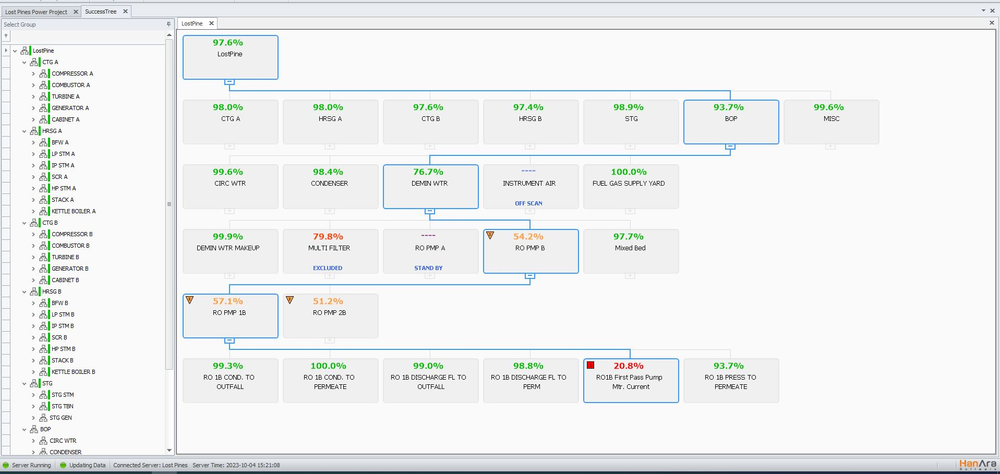 Lost Pines Power Project
SuccessTree
Select Group
LostPine
LostPine
CTG A
COMPRESSOR A
COMBUSTOR A
TURBINE A
GENERATOR A
CABINET A
HRSG A
BFW A
LP STM A
IP STM A
SCR A
HP STM A
STACK A
KETTLE BOILER A
CTG B
COMPRESSOR B
COMBUSTOR B
TURBINE B
GENERATOR B
CABINET B
HRSG B
BFW B
LP STM B
IP STM B
SCR B
HP STM B
STACK B
KETTLE BOILER B
STG
STG STM
STG TBN
STG GEN
BOP
CIRC WTR
CONDENSER
97.6%
LostPine
98.0%
CTG A
98.0%
HRSG A
97.6%
CTG B
97.4%
HRSG B
98.9%
STG
93.7%
BOP
99.6%
MISC
99.6%
CIRC WTR
98.4%
CONDENSER
76.7%
DEMIN WTR
----
INSTRUMENT AIR
OFF SCAN
100.0%
FUEL GAS SUPPLY YARD
99.9%
DEMIN WTR MAKEUP
79.8%
MULTI FILTER
EXCLUDED
----
RO PMP A
STAND BY
3
54.2%
RO PMP B
97.7%
Mixed Bed
3
57.1%
RO PMP 1B
3
51.2%
RO PMP 2B
99.3%
RO 1B COND. TO
OUTFALL
100.0%
RO 1B COND. TO
PERMEATE
99.0%
RO 1B DISCHARGE FL TO
OUTFALL
98.8%
RO 1B DISCHARGE FL TO
PERM
20.8%
RO1B First Pass Pump
Mtr. Current
93.7%
RO 1B PRESS TO
PERMEATE
Server Running
Updating Data
Connected Server: Lost Pines
Server Time: 2023-10-04 15:21:08
HanAra
Software